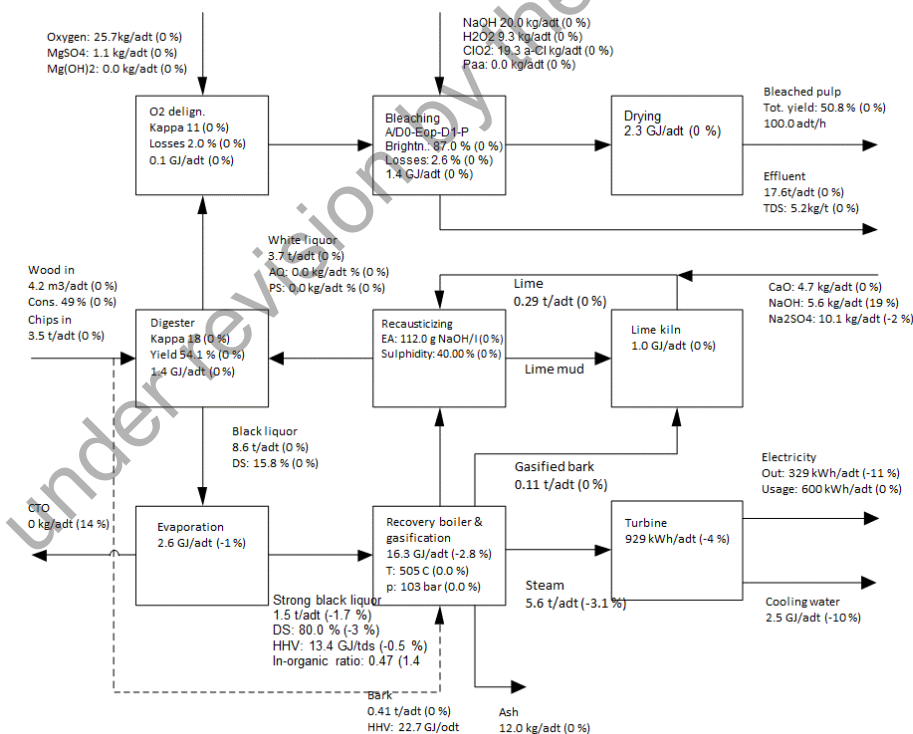 Oxygen: 25.7kg/adt (0 %)
MgSO4: 1.1 kg/adt (0 %)
Mg(OH)2: 0.0 kg/adt (0 %)
NaOH 20.0 kg/adt (0 %)
H2O2 9.3 kg/adt (0 %)
ClO2: 19.3 a-Cl kg/adt (0 %)
Paa: 0.0 kg/adt (0 %)
O2 delign.
Kappa 11 (0 %)
Losses 2.0 % (0 %)
0.1 GJ/adt (0 %)
Bleaching
A/D0-Eop-D1-P
Brightn.: 87.0 % (0 %)
Losses: 2.6 % (0 %)
1.4 GJ/adt (0 %)
Drying
2.3 GJ/adt (0 %)
Bleached pulp
Tot. yield: 50.8 % (0 %)
100.0 adt/h
Effluent
17.6t/adt (0 %)
TDS: 5.2kg/t (0 %)
White liquor
3.7 t/adt (0 %)
AQ: 0.0 kg/adt % (0 %)
PS: 0.0 kg/adt % (0 %)
Wood in
4.2 m3/adt (0 %)
Cons. 49 % (0 %)
Chips in
3.5 t/adt (0 %)
Digester
Kappa 18 (0 %)
Yield 54.1 % (0 %)
1.4 GJ/adt (0 %)
Recausticizing
EA: 112.0 g NaOH/l (0 %)
Sulphidity: 40.00 % (0 %)
Lime
0.29 t/adt (0 %)
Lime mud
Lime kiln
1.0 GJ/adt (0 %)
CaO: 4.7 kg/adt (0 %)
NaOH: 5.6 kg/adt (19 %)
Na2SO4: 10.1 kg/adt (-2 %)
Black liquor
8.6 t/adt (0 %)
DS: 15.8 % (0 %)
Gasified bark
0.11 t/adt (0 %)
CTO
0 kg/adt (14 %)
Evaporation
2.6 GJ/adt (-1 %)
Recovery boiler &
gasification
16.3 GJ/adt (-2.8 %)
T: 505 C (0.0 %)
p: 103 bar (0.0 %)
Turbine
929 kWh/adt (-4 %)
Electricity
Out: 329 kWh/adt (-11 %)
Usage: 600 kWh/adt (0 %)
Steam
5.6 t/adt (-3.1 %)
Cooling water
2.5 GJ/adt (-10%)
Strong black liquor
1.5 t/adt (-1.7 %)
DS: 80.0 % (-3 %)
HHV: 13.4 GJ/tds (-0.5 %)
In-organic ratio: 0.47 (1.4
Bark
0.41 t/adt (0 %)
HHV: 22.7 GJ/odt
Ash
12.0 kg/adt (0 %)
under revision by the